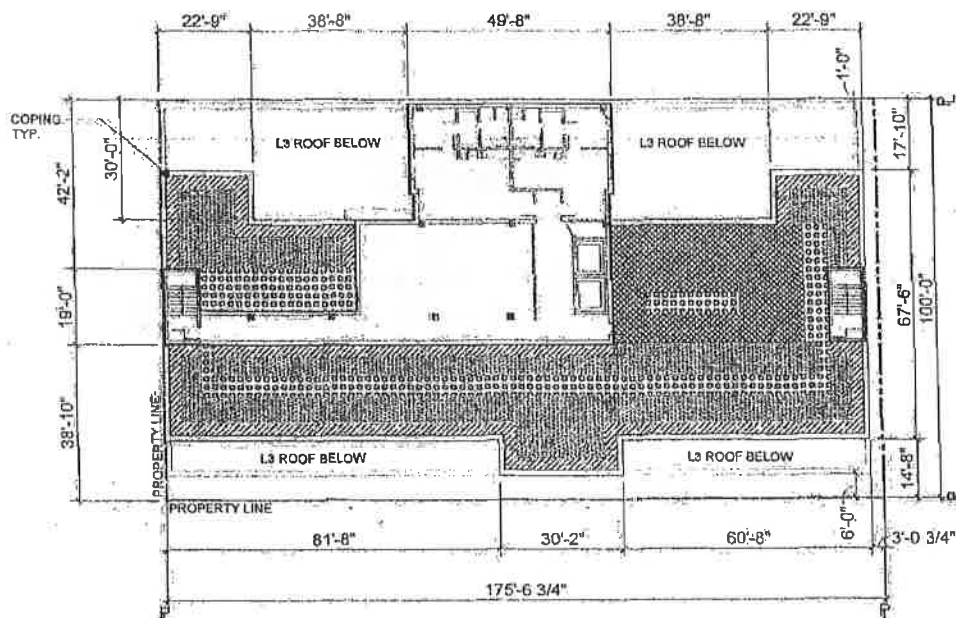 22'-9"
38'-8"
49'-8"
38'-8"
22'-9"
1'-0"
COPING
TYP.
30'-0"
42'-2"
19'-0"
38'-10"
L3 ROOF BELOW
L3 ROOF BELOW
17'-10"
67'-6"
100'-0"
14'-8"
L3 ROOF BELOW
L3 ROOF BELOW
PROPERTY LINE
PROPERTY LINE
6'-0"
81'-8"
30'-2"
60'-8"
3'-0 3/4"
175'-6 3/4"